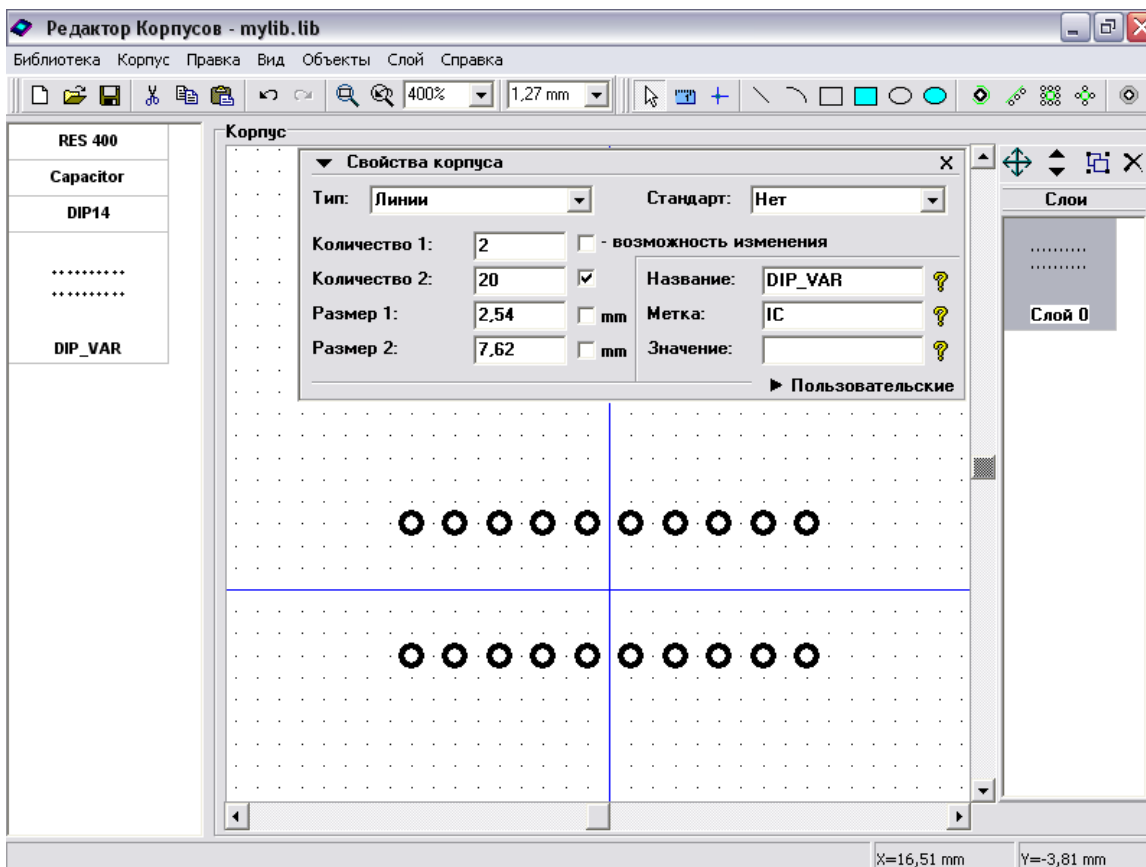 Редактор Корпусов - mylib.lib
Библиотека Корпус Правка Вид Объекты Слой Справка
400% 1,27 mm
RES 400
Capacitor
DIP14
DIP_VAR
Корпус
Свойства корпуса X
Тип: Линии Стандарт: Нет
Количество 1: 2 - возможность изменения
Количество 2: 20 Название: DIP_VAR ?
Размер 1: 2,54 mm Метка: IC ?
Размер 2: 7,62 mm Значение: ?
Пользовательские
Слои
Слой 0
X=16,51 mm Y=-3,81 mm